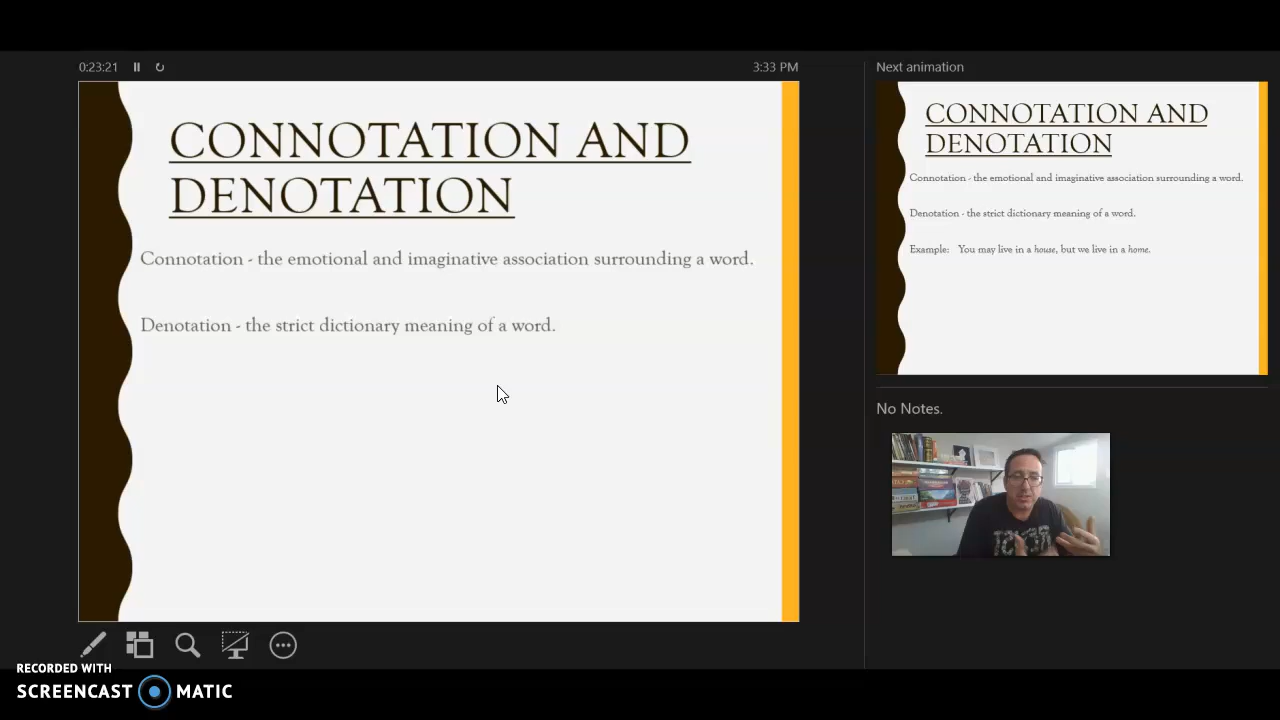 0:23:21
3:33 PM
CONNOTATION AND
DENOTATION
Connotation - the emotional and imaginative association surrounding a word.
Denotation - the strict dictionary meaning of a word.
Next animation
CONNOTATION AND
DENOTATION
Connotation - the emotional and imaginative association surrounding a word.
Denotation - the strict dictionary meaning of a word.
Example: You may live in a house, but we live in a home.
No Notes.
RECORDED WITH
SCREENCAST MATIC